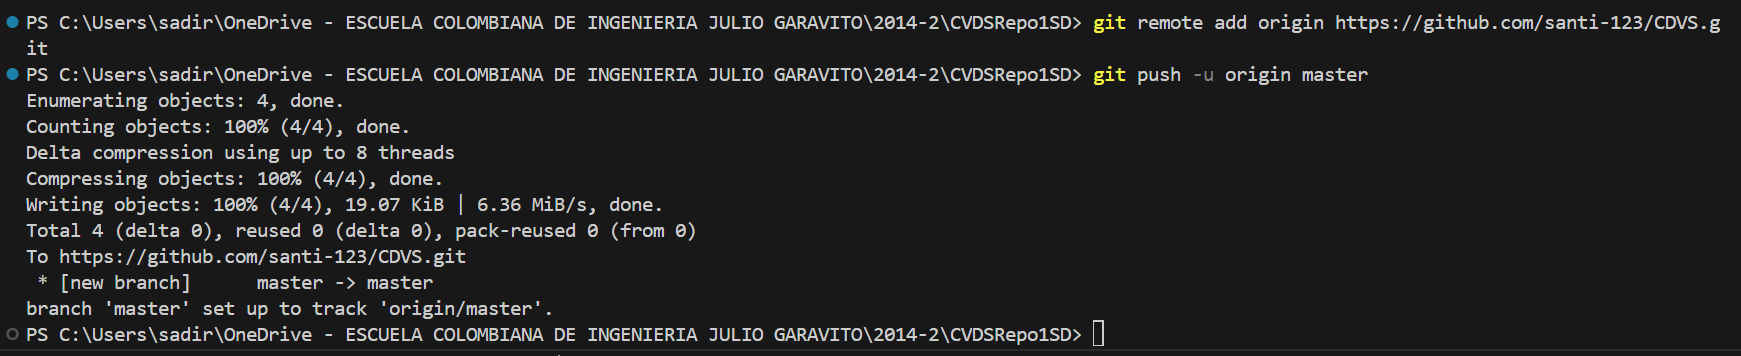 PS C:\Users\sadir\OneDrive - ESCUELA COLOMBIANA DE INGENIERIA JULIO GARAVITO\2014-2\CVDSRepo1SD> git remote add origin https://github.com/santi-123/CDVS.g
it
PS C:\Users\sadir\OneDrive - ESCUELA COLOMBIANA DE INGENIERIA JULIO GARAVITO\2014-2\CVDSRepo1SD> git push -u origin master
Enumerating objects: 4, done.
Counting objects: 100% (4/4), done.
Delta compression using up to 8 threads
Compressing objects: 100% (4/4), done.
Writing objects: 100% (4/4), 19.07 KiB | 6.36 MiB/s, done.
Total 4 (delta 0), reused 0 (delta 0), pack-reused 0 (from 0)
To https://github.com/santi-123/CDVS.git
 * [new branch]      master -> master
branch 'master' set up to track 'origin/master'.
PS C:\Users\sadir\OneDrive - ESCUELA COLOMBIANA DE INGENIERIA JULIO GARAVITO\2014-2\CVDSRepo1SD>